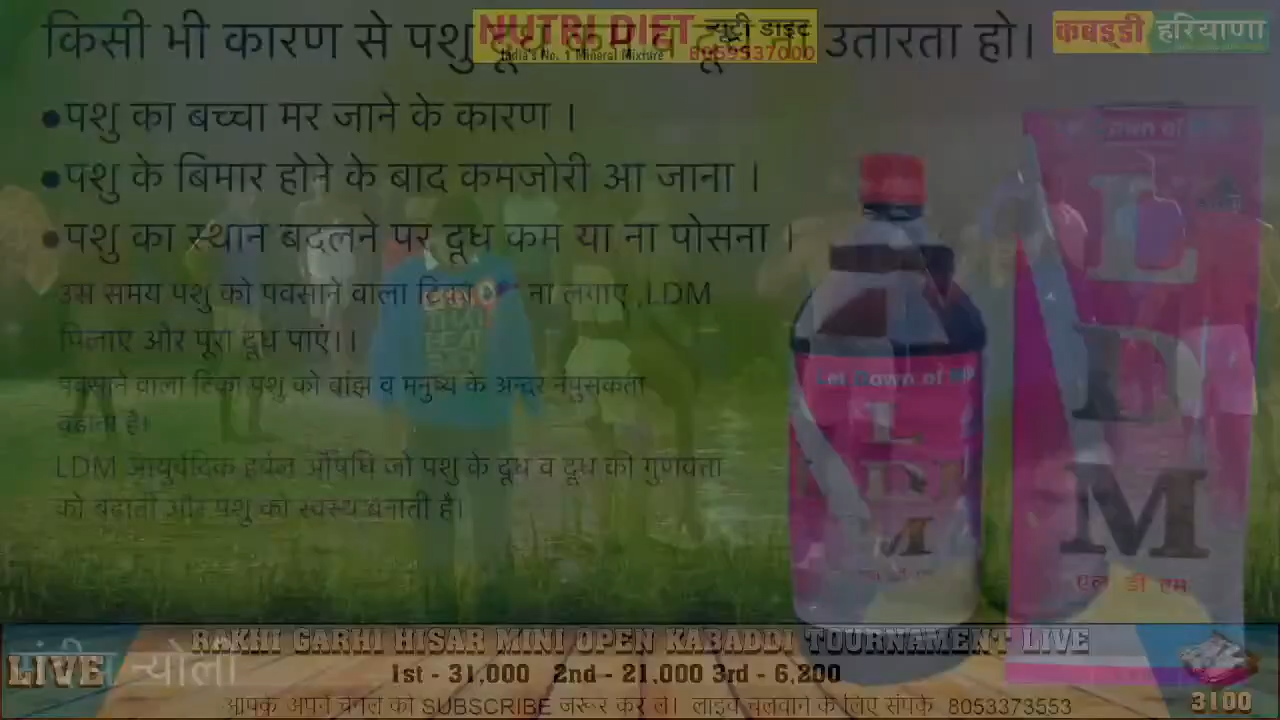 किसी भी कारण से पशु दूध कम व दूध ना उतारता हो।
NUTRI DIET न्यूट्री डाइट
India's No. 1 Mineral Mixture 8059537000
कबड्डी हरियाणा
•पशु का बच्चा मर जाने के कारण ।
•पशु के बिमार होने के बाद कमजोरी आ जाना ।
•पशु का स्थान बदलने पर दूध कम या ना पोसना ।
उस समय पशु को पवसाने वाला टिका ना लगाए ,LDM
पिलाए और पूरा दूध पाएं।।
पवसाने वाला टिका पशु को बांझ व मनुष्य के अन्दर नपुसकता
बढाता है।
LDM आयुर्वेदिक हर्बल औषधि जो पशु के दूध व दूध की गुणवत्ता
को बढ़ाती और पशु को स्वस्थ बनाती है।
Let Down of
L
D
M
Let Down of Milk
L
D
M
एल डी एम
RAKHI GARHI HISAR MINI OPEN KABADDI TOURNAMENT LIVE
LIVE
न्योली
1st - 31,000 2nd - 21,000 3rd - 6,200
आपके अपने चैनल को SUBSCRIBE जरूर कर ले। लाइव चलवाने के लिए संपर्क 8053373553
3100